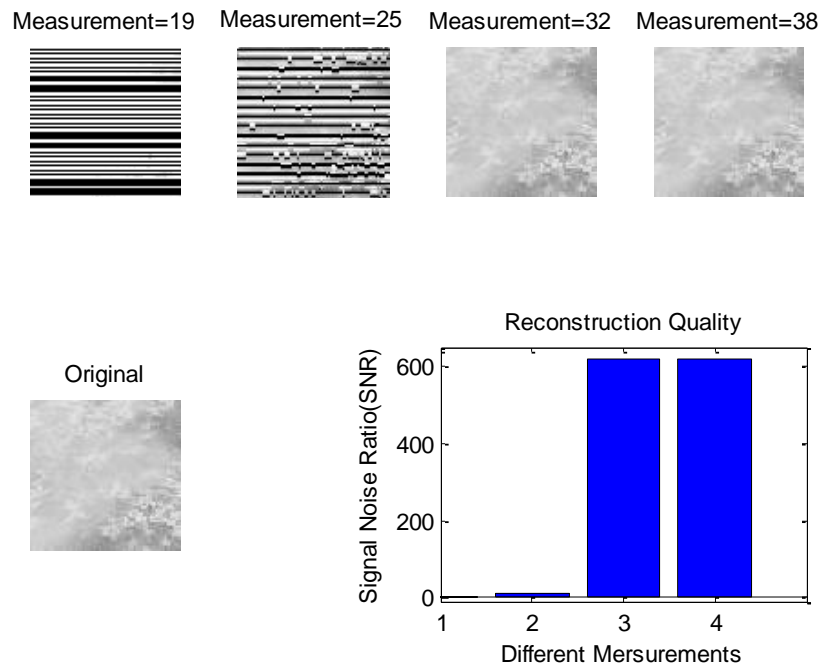 Measurement=19
Measurement=25
Measurement=32
Measurement=38
Original
Reconstruction Quality
Signal Noise Ratio(SNR)
600
400
200
0
1
2
3
4
Different Mersurements